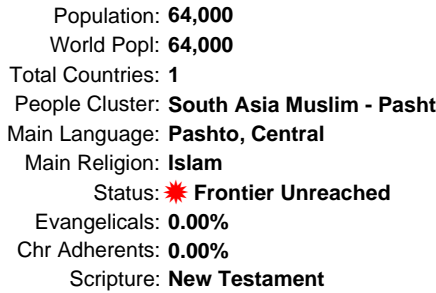 Population: 64,000
World Popl: 64,000
Total Countries: 1
People Cluster: South Asia Muslim - Pasht
Main Language: Pashto, Central
Main Religion: Islam
Status: Frontier Unreached
Evangelicals: 0.00%
Chr Adherents: 0.00%
Scripture: New Testament